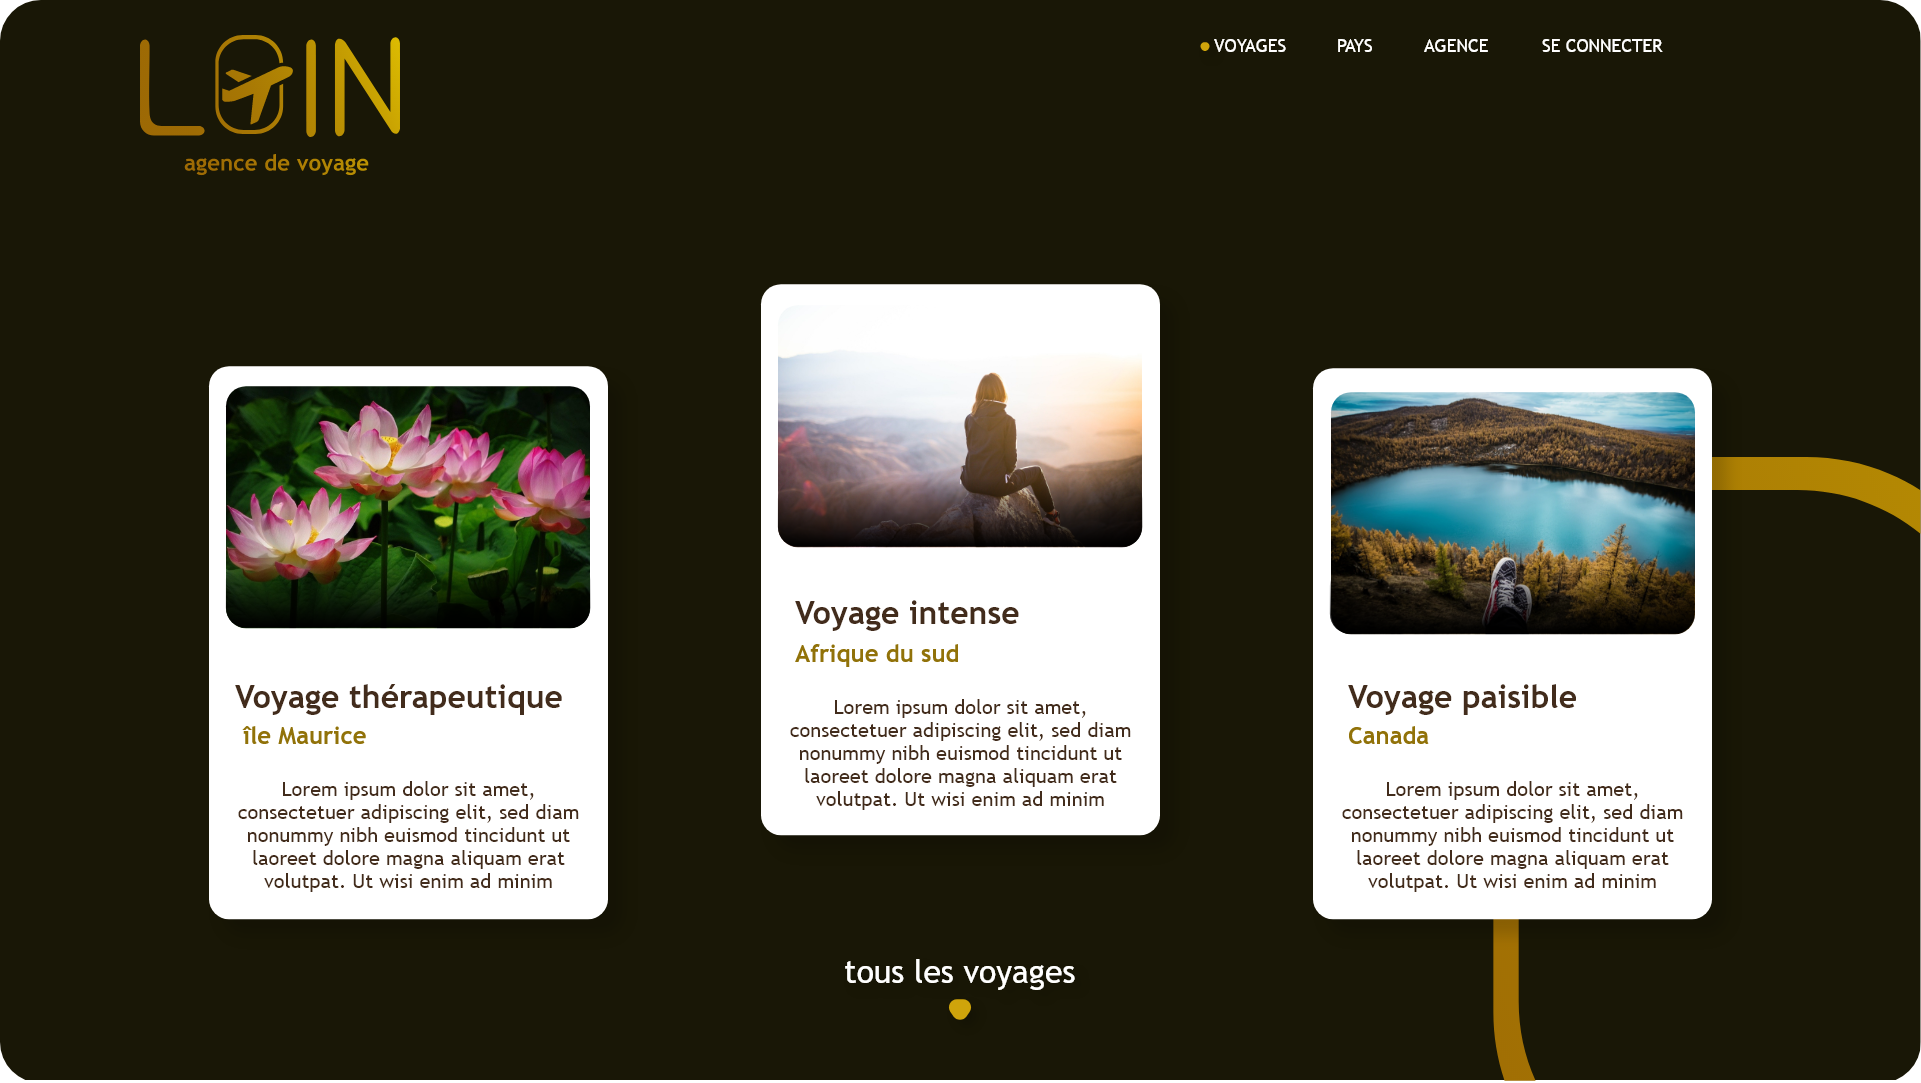 LOIN
agence de voyage
VOYAGES
PAYS
AGENCE
SE CONNECTER
Voyage thérapeutique
île Maurice
Lorem ipsum dolor sit amet,
consectetuer adipiscing elit, sed diam
nonummy nibh euismod tincidunt ut
laoreet dolore magna aliquam erat
volutpat. Ut wisi enim ad minim
Voyage intense
Afrique du sud
Lorem ipsum dolor sit amet,
consectetuer adipiscing elit, sed diam
nonummy nibh euismod tincidunt ut
laoreet dolore magna aliquam erat
volutpat. Ut wisi enim ad minim
Voyage paisible
Canada
Lorem ipsum dolor sit amet,
consectetuer adipiscing elit, sed diam
nonummy nibh euismod tincidunt ut
laoreet dolore magna aliquam erat
volutpat. Ut wisi enim ad minim
tous les voyages